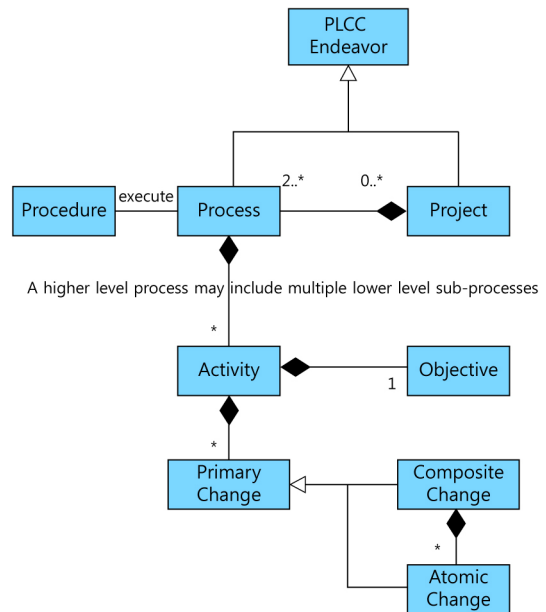 PLCC
Endeavor
2..*
0..*
execute
Procedure
Process
Project
A higher level process may include multiple lower level sub-processes
*
Activity
Objective
1
*
Primary
Change
Composite
Change
*
Atomic
Change